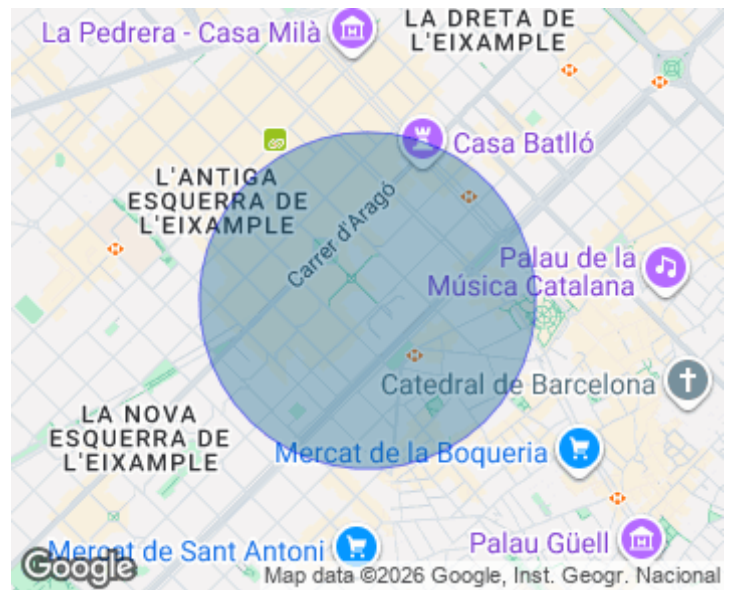 La Pedrera - Casa Milà
LA DRETA DE
L'EIXAMPLE
Casa Batlló
L'ANTIGA
ESQUERRA DE
L'EIXAMPLE
Carrer d'Aragó
Palau de la
Música Catalana
Catedral de Barcelona
LA NOVA
ESQUERRA DE
L'EIXAMPLE
Mercat de la Boqueria
Mercat de Sant Antoni
Palau Güell
Google
Map data ©2026 Google, Inst. Geogr. Nacional